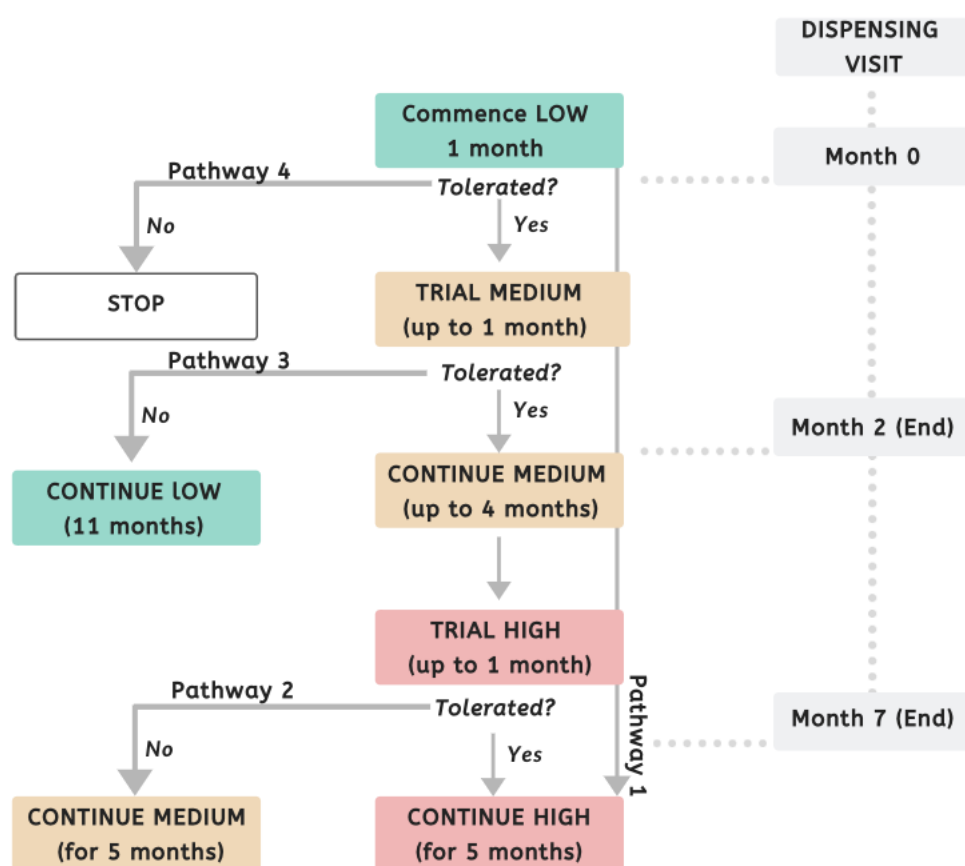 DISPENSING
VISIT
Commence LOW
1 month
Month 0
Pathway 4
Tolerated?
No
Yes
STOP
TRIAL MEDIUM
(up to 1 month)
Pathway 3
Tolerated?
No
Yes
Month 2 (End)
CONTINUE lOW
(11 months)
CONTINUE MEDIUM
(up to 4 months)
TRIAL HIGH
(up to 1 month)
Pathway 2
Tolerated?
Pathway 1
Month 7 (End)
No
Yes
CONTINUE MEDIUM
(for 5 months)
CONTINUE HIGH
(for 5 months)